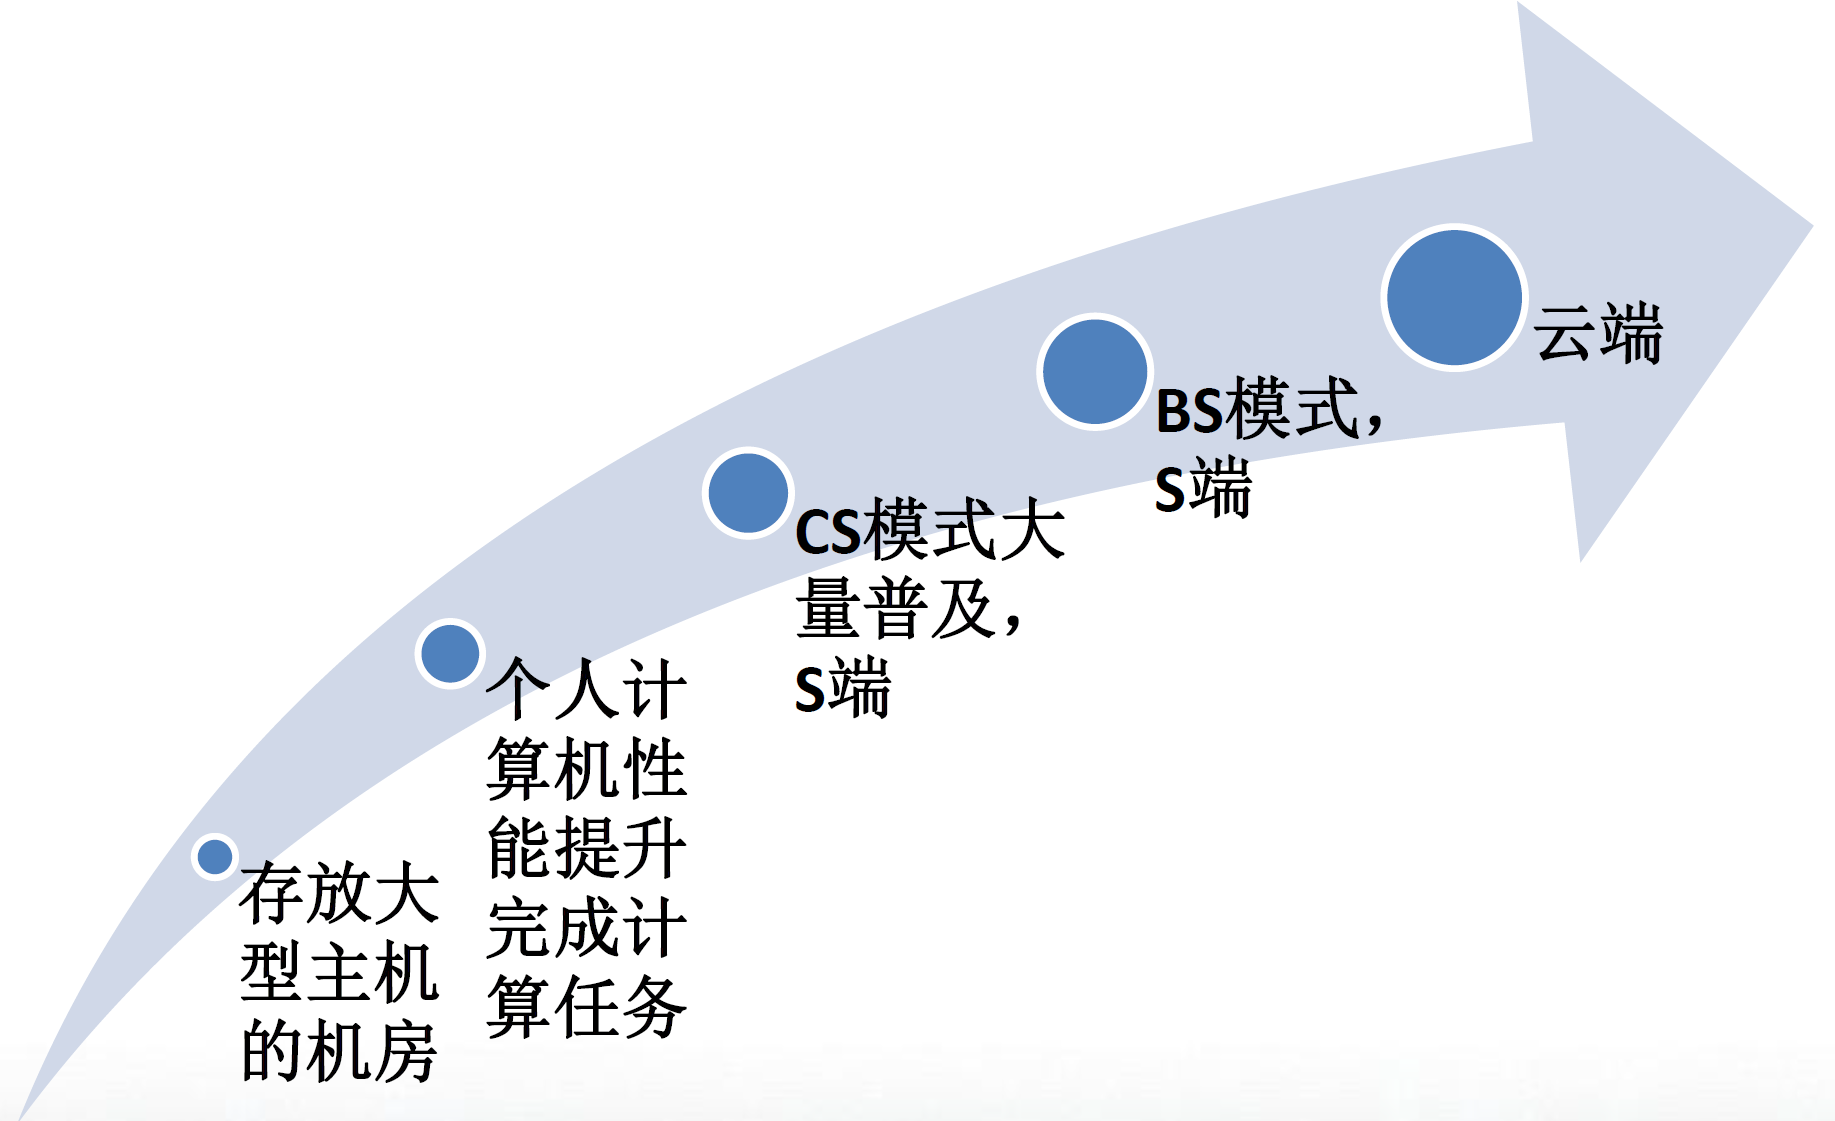 存放大
型主机
的机房
个人计
算机性
能提升
完成计
算任务
CS模式大
量普及，
S端
BS模式，
S端
云端